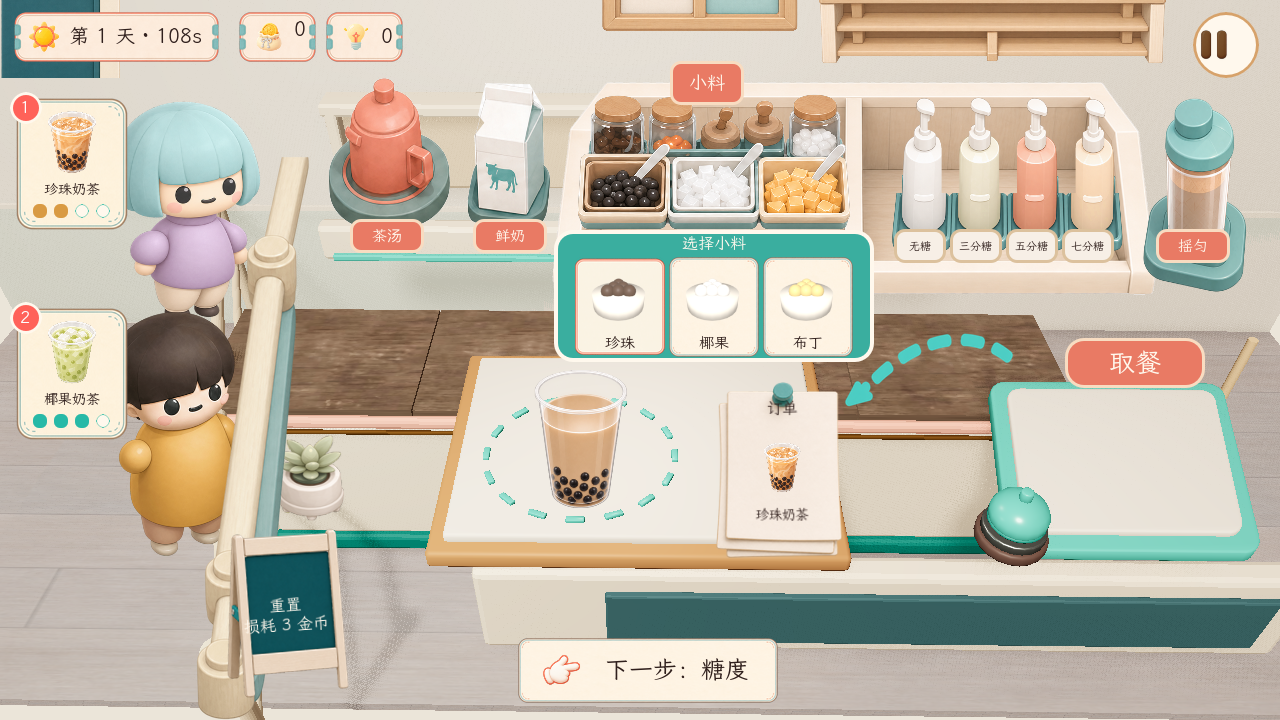 第 1 天·108s
0
0
小料
1
珍珠奶茶
茶汤
鲜奶
选择小料
珍珠
椰果
布丁
无糖
三分糖
五分糖
七分糖
摇匀
2
椰果奶茶
取餐
订单
珍珠奶茶
重置
损耗 3 金币
下一步: 糖度